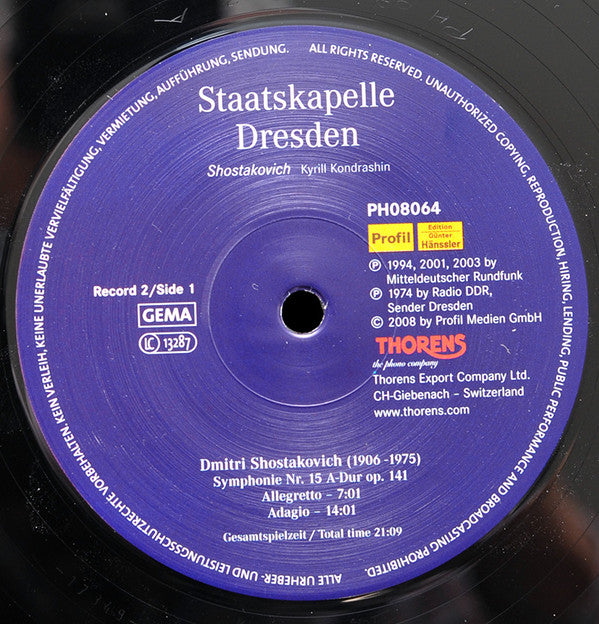 ALL RIGHTS RESERVED. UNAUTHORIZED COPYING, REPRODUCTION, HIRING, LENDING, PUBLIC PERFORMANCE AND BROADCASTING PROHIBITED.
ALLE URHEBER- UND LEISTUNGSSCHUTZRECHTE VORBEHALTEN. KEIN VERLEIH, KEINE UNERLAUBTE VERVIELFÄLTIGUNG, VERMIETUNG, AUFFÜHRUNG, SENDUNG.
Staatskapelle
Dresden
Shostakovich Kyrill Kondrashin
PH08064
Profil
Edition
Günter
Hänssler
Record 2/Side 1
GEMA
LC 13287
Ⓟ 1994, 2001, 2003 by
Mitteldeutscher Rundfunk
Ⓟ 1974 by Radio DDR,
Sender Dresden
© 2008 by Profil Medien GmbH
THORENS
the phono company
Thorens Export Company Ltd.
CH-Giebenach - Switzerland
www.thorens.com
Dmitri Shostakovich (1906 -1975)
Symphonie Nr. 15 A-Dur op. 141
Allegretto - 7:01
Adagio - 14:01
Gesamtspielzeit / Total time 21:09